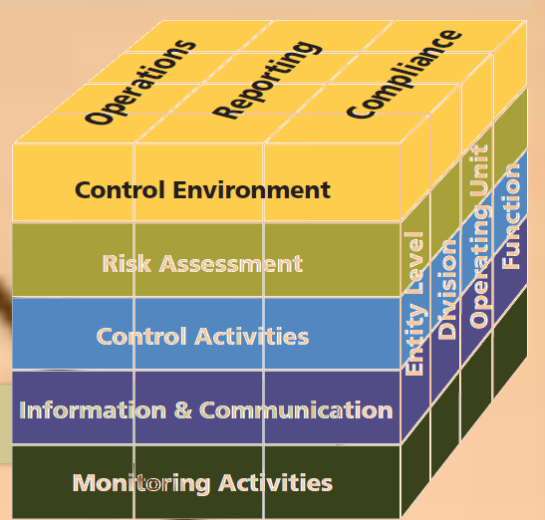 Operations
Reporting
Compliance
Control Environment
Risk Assessment
Control Activities
Information & Communication
Monitoring Activities
Entity Level
Division
Operating Unit
Function